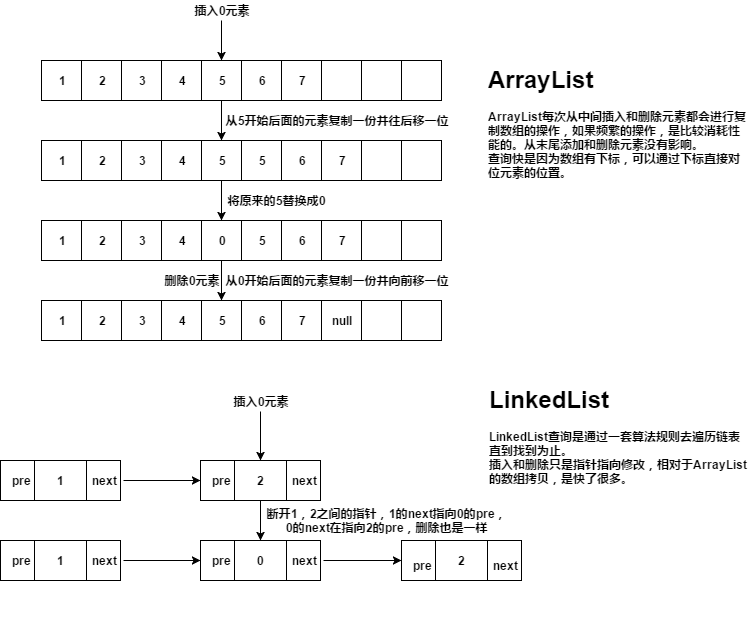 插入0元素
1 2 3 4 5 6 7
从5开始后面的元素复制一份并往后移一位
1 2 3 4 5 5 6 7
将原来的5替换成0
1 2 3 4 0 5 6 7
删除0元素 从0开始后面的元素复制一份并向前移一位
1 2 3 4 5 6 7 null
ArrayList
ArrayList每次从中间插入和删除元素都会进行复
制数组的操作，如果频繁的操作，是比较消耗性
能的。从末尾添加和删除元素没有影响。
查询快是因为数组有下标，可以通过下标直接对
位元素的位置。
插入0元素
pre 1 next pre 2 next
断开1，2之间的指针，1的next指向0的pre，
0的next在指向2的pre，删除也是一样
pre 1 next pre 0 next pre 2 next
LinkedList
LinkedList查询是通过一套算法规则去遍历链表
直到找到为止。
插入和删除只是指针指向修改，相对于ArrayList
的数组拷贝，是快了很多。